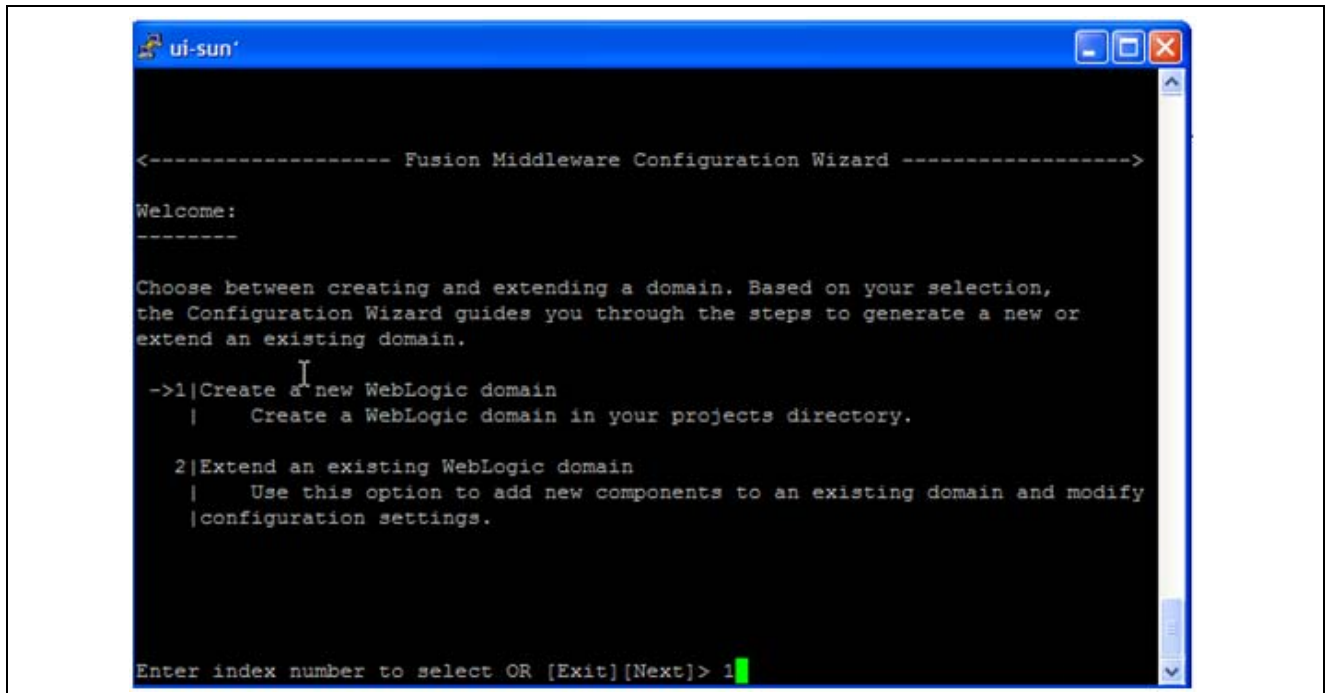 ui-sun'
<------------------- Fusion Middleware Configuration Wizard ------------------>
Welcome:
--------
Choose between creating and extending a domain. Based on your selection,
the Configuration Wizard guides you through the steps to generate a new or
extend an existing domain.
->1|Create a new WebLogic domain
|    Create a WebLogic domain in your projects directory.
2|Extend an existing WebLogic domain
|    Use this option to add new components to an existing domain and modify
|configuration settings.
Enter index number to select OR [Exit][Next]> 1